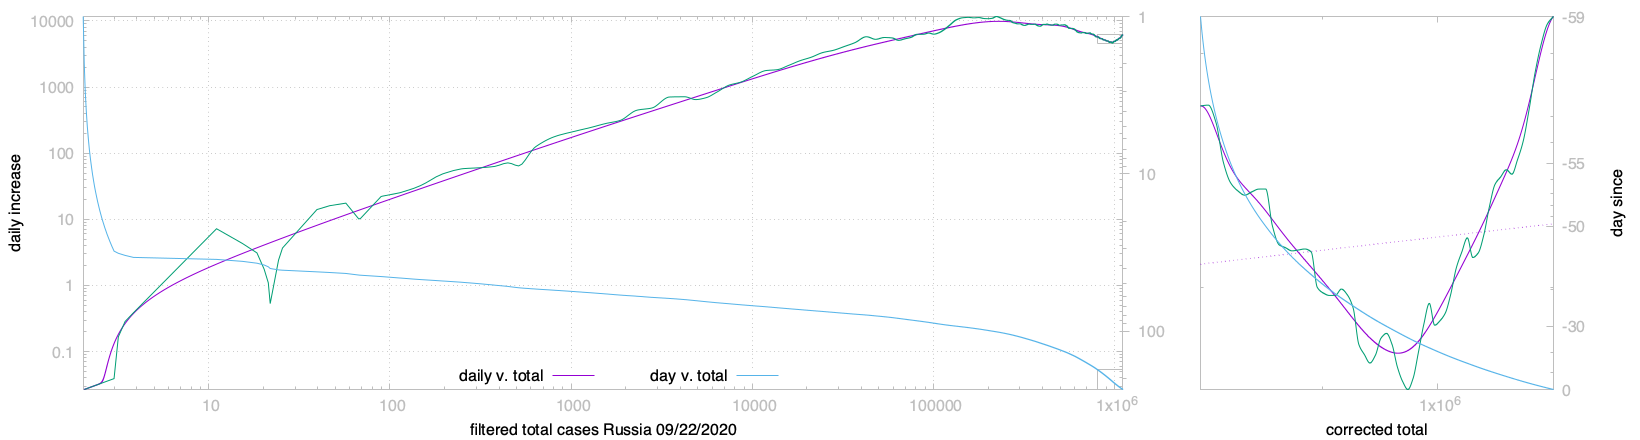 10000
1000
100
10
1
0.1
daily increase
10
100
1000
10000
100000
1x10^6
filtered total cases Russia 09/22/2020
daily v. total
day v. total
1
10
100
1x10^6
corrected total
-59
-55
-50
-30
0
day since